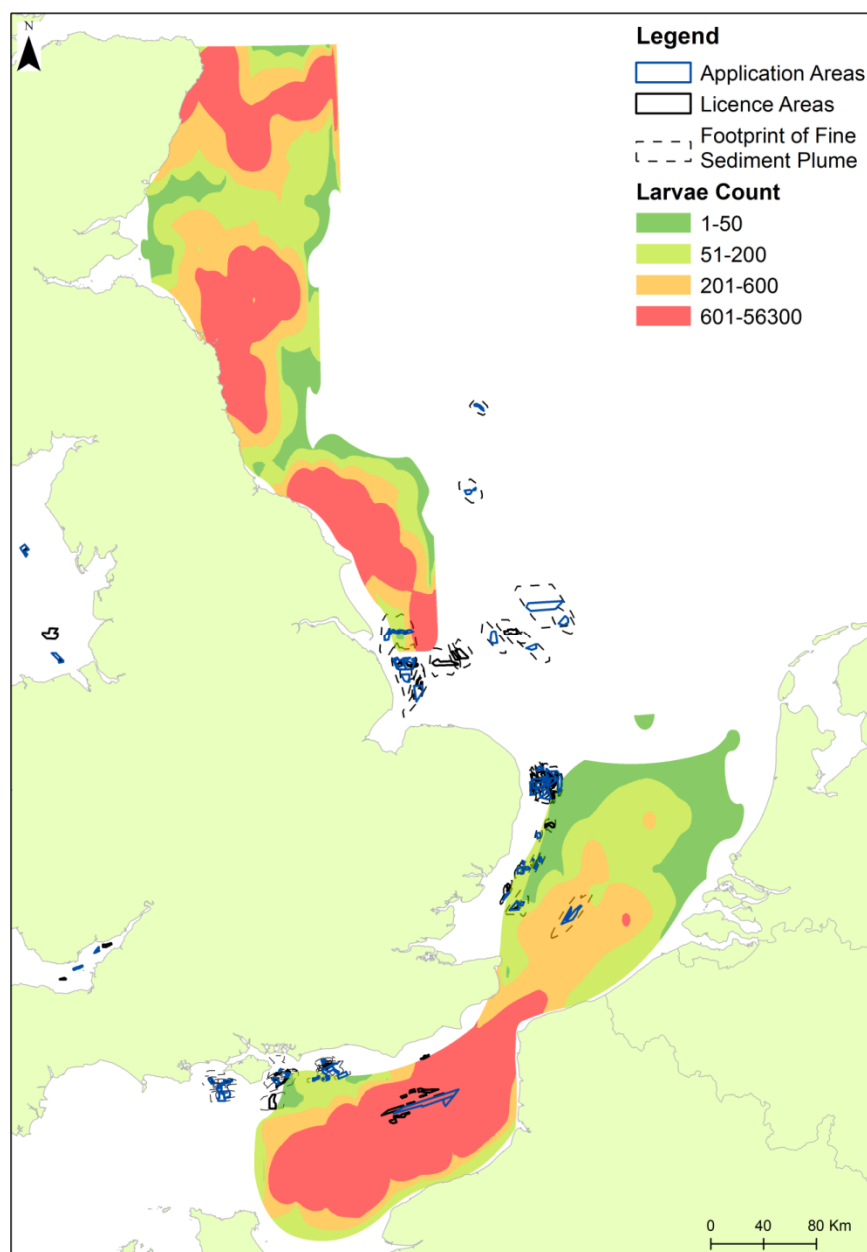 N
Legend
Application Areas
Licence Areas
Footprint of Fine
Sediment Plume
Larvae Count
1-50
51-200
201-600
601-56300
0 40 80 Km